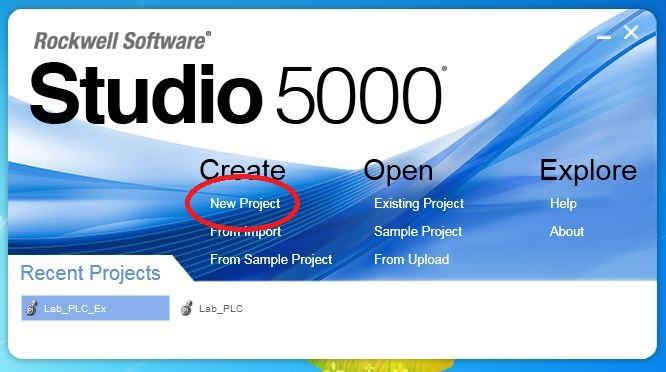 Rockwell Software®
Studio 5000®
Create
New Project
From Import
From Sample Project
Open
Existing Project
Sample Project
From Upload
Explore
Help
About
Recent Projects
Lab_PLC_Ex
Lab_PLC